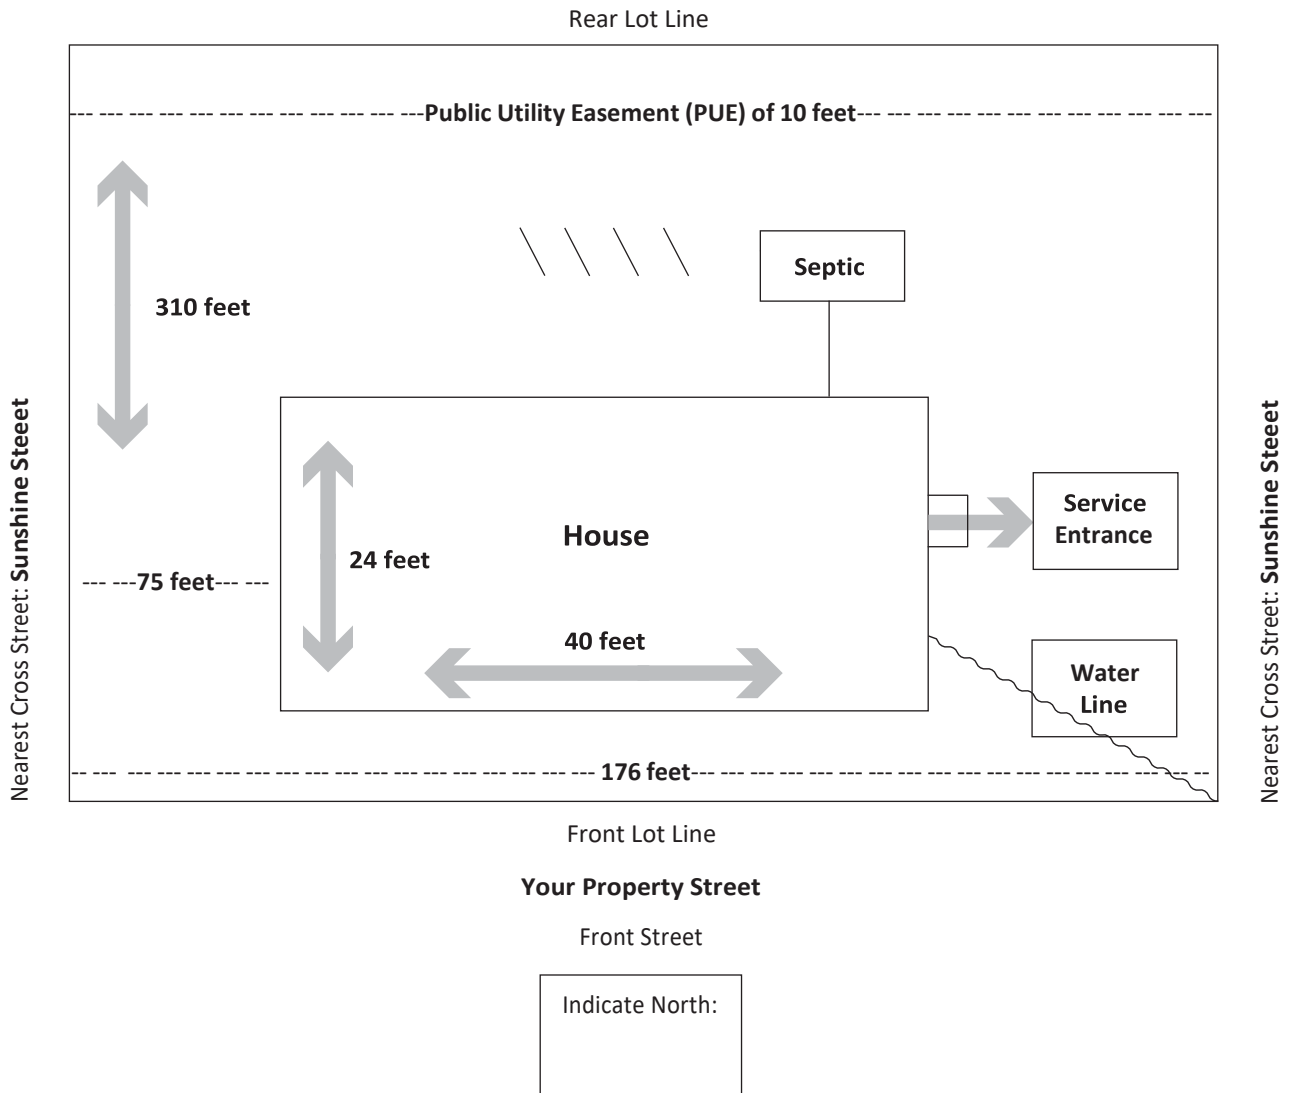 Rear Lot Line
Public Utility Easement (PUE) of 10 feet
Septic
310 feet
Nearest Cross Street: Sunshine Steeet
Nearest Cross Street: Sunshine Steeet
Service
Entrance
House
24 feet
75 feet
40 feet
Water
Line
176 feet
Front Lot Line
Your Property Street
Front Street
Indicate North: